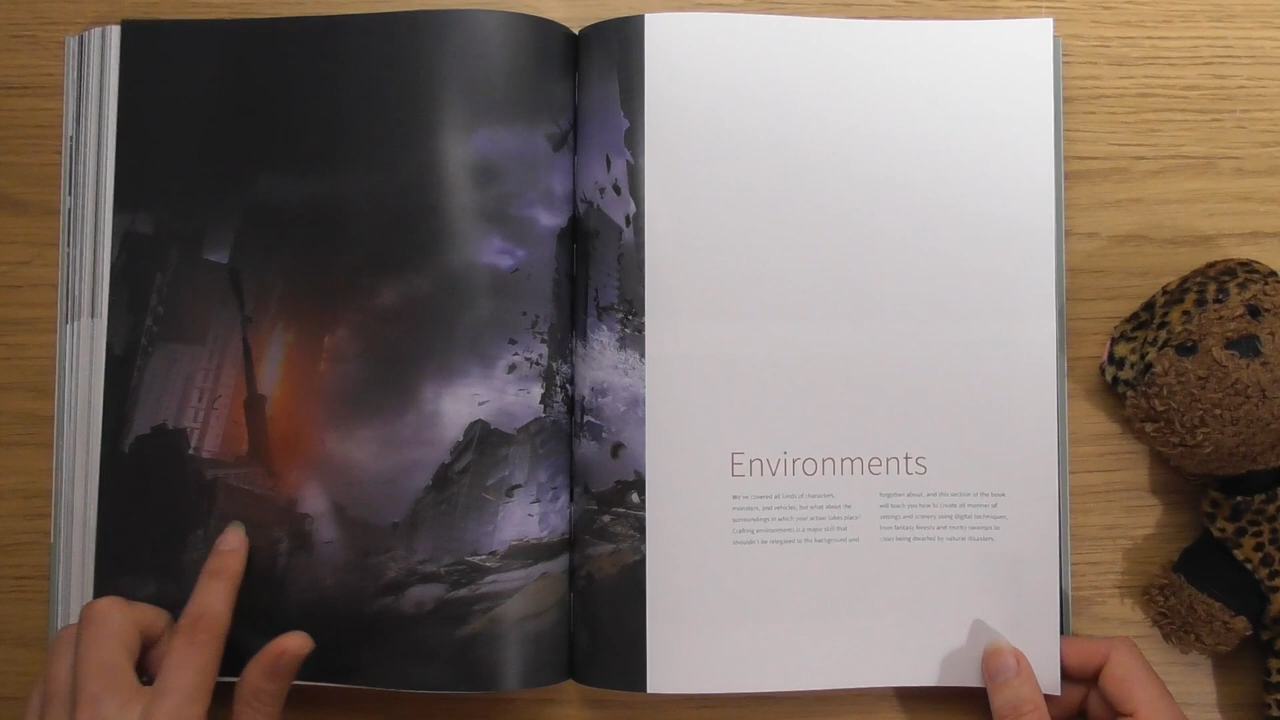 Environments
We've covered all kinds of characters,
monsters, and vehicles, but what about the
surroundings in which your action takes place?
Crafting environments is a major skill that
shouldn't be relegated to the background and
forgotten about, and this section of the book
will teach you how to create all manner of
settings and scenery using digital techniques,
from fantasy forests and murky swamps to
cities being dwarfed by natural disasters.